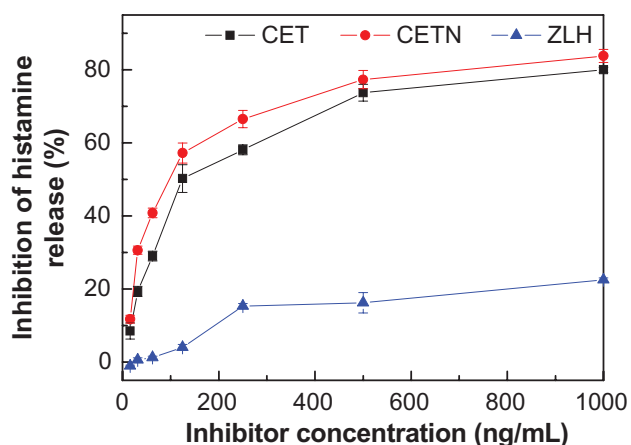 CET CETN ZLH
Inhibition of histamine
release (%)
80
60
40
20
0
0 200 400 600 800 1000
Inhibitor concentration (ng/mL)